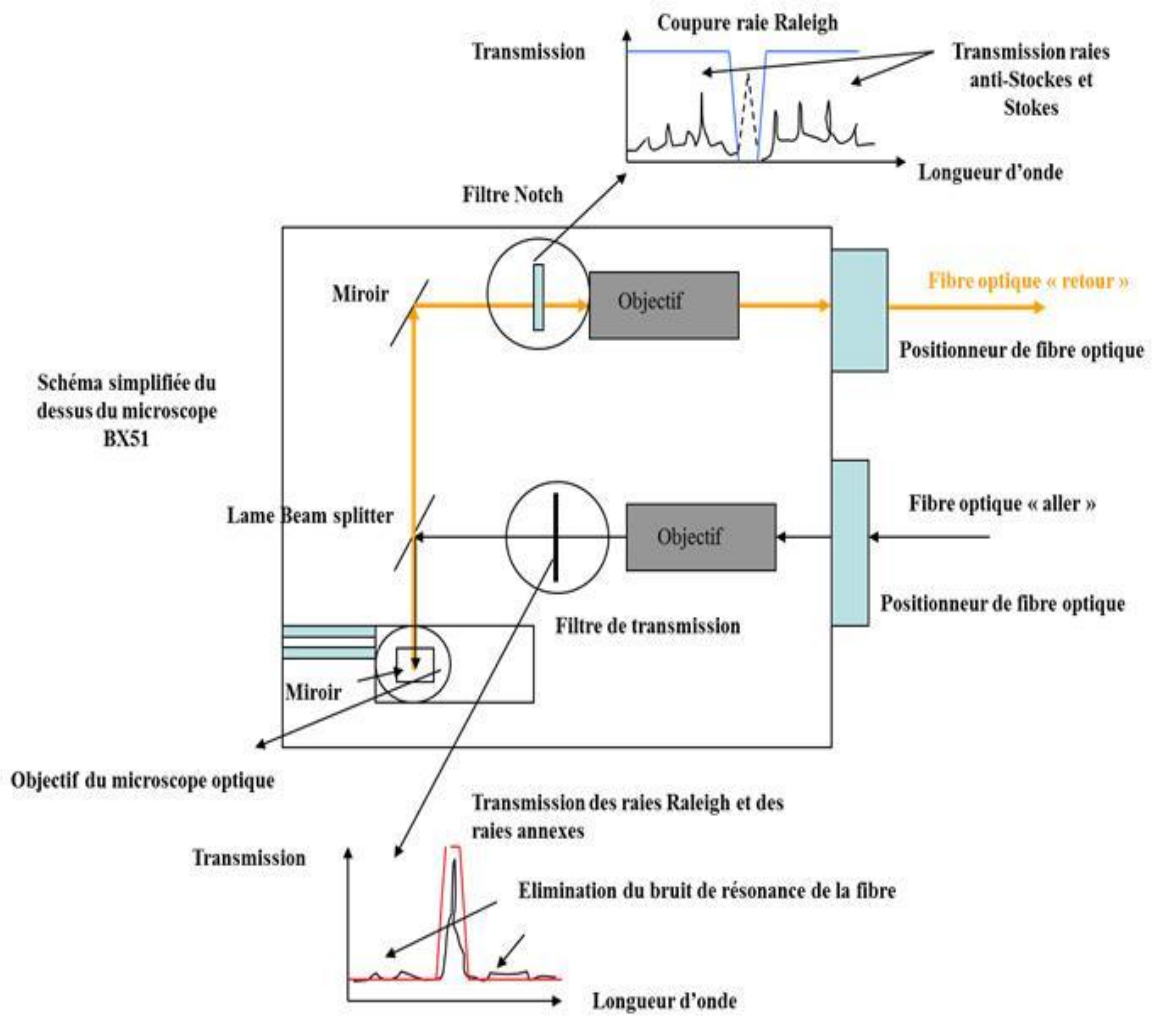 Coupure raie Raleigh
Transmission
Transmission raies
anti-Stockes et
Stokes
Longueur d'onde
Filtre Notch
Miroir
Objectif
Fibre optique « retour »
Positionneur de fibre optique
Schéma simplifiée du
dessus du microscope
BX51
Lame Beam splitter
Objectif
Fibre optique « aller »
Positionneur de fibre optique
Filtre de transmission
Miroir
Objectif du microscope optique
Transmission des raies Raleigh et des
raies annexes
Transmission
Elimination du bruit de résonance de la fibre
Longueur d'onde